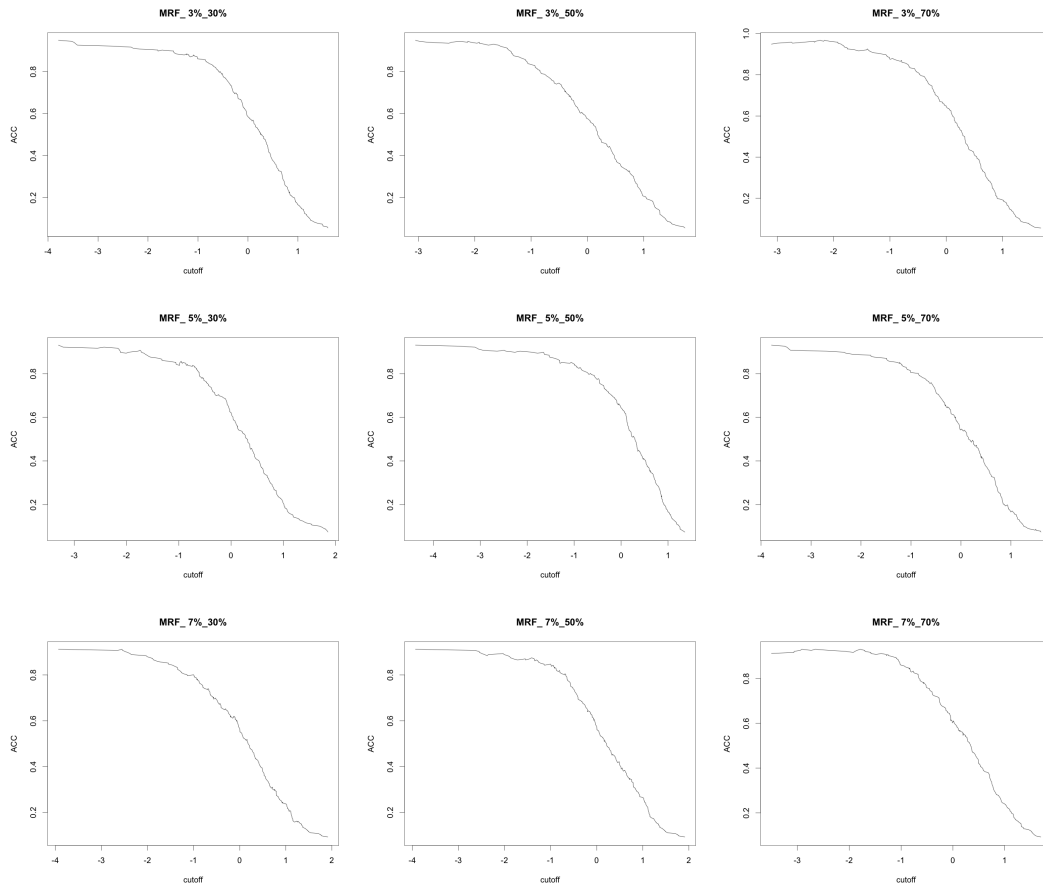 MRF_ 3%_30%
ACC
0.2 0.4 0.6 0.8
-4 -3 -2 -1 0 1
cutoff
MRF_ 3%_50%
ACC
0.2 0.4 0.6 0.8
-3 -2 -1 0 1
cutoff
MRF_ 3%_70%
ACC
0.2 0.4 0.6 0.8 1.0
-3 -2 -1 0 1
cutoff
MRF_ 5%_30%
ACC
0.2 0.4 0.6 0.8
-3 -2 -1 0 1 2
cutoff
MRF_ 5%_50%
ACC
0.2 0.4 0.6 0.8
-4 -3 -2 -1 0 1
cutoff
MRF_ 5%_70%
ACC
0.2 0.4 0.6 0.8
-4 -3 -2 -1 0 1
cutoff
MRF_ 7%_30%
ACC
0.2 0.4 0.6 0.8
-4 -3 -2 -1 0 1 2
cutoff
MRF_ 7%_50%
ACC
0.2 0.4 0.6 0.8
-4 -3 -2 -1 0 1 2
cutoff
MRF_ 7%_70%
ACC
0.2 0.4 0.6 0.8
-3 -2 -1 0 1
cutoff